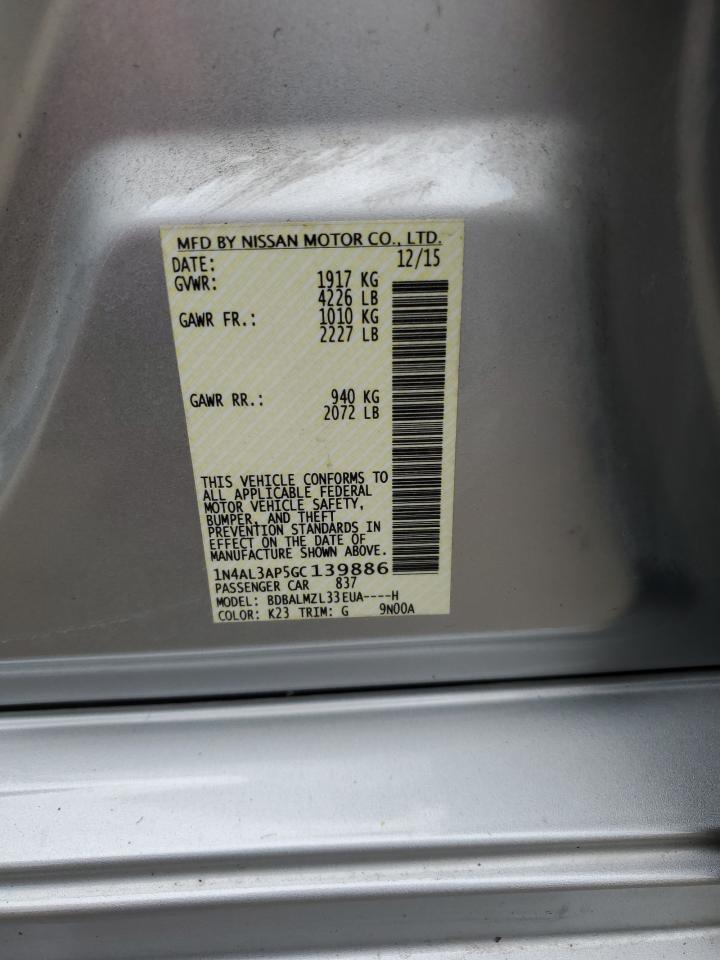 MFD BY NISSAN MOTOR CO., LTD.
DATE: 12/15
GVWR: 1917 KG
4226 LB
GAWR FR.: 1010 KG
2227 LB
GAWR RR.: 940 KG
2072 LB
THIS VEHICLE CONFORMS TO
ALL APPLICABLE FEDERAL
MOTOR VEHICLE SAFETY,
BUMPER, AND THEFT
PREVENTION STANDARDS IN
EFFECT ON THE DATE OF
MANUFACTURE SHOWN ABOVE.
1N4AL3AP5GC139886
PASSENGER CAR 837
MODEL: BDBALMZL33EUA----H
COLOR: K23 TRIM: G 9N00A